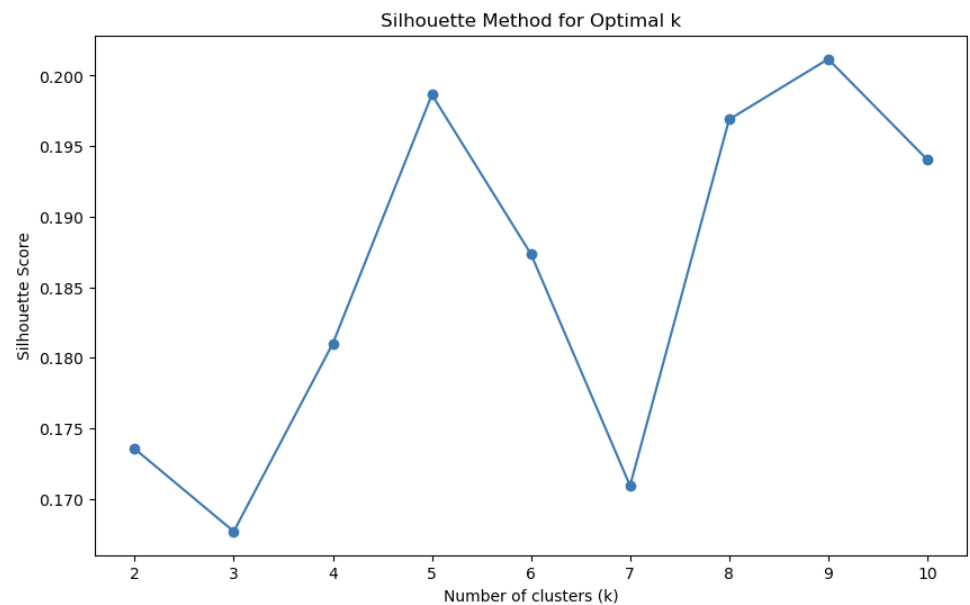 Silhouette Method for Optimal k
Silhouette Score
0.200
0.195
0.190
0.185
0.180
0.175
0.170
2 3 4 5 6 7 8 9 10
Number of clusters (k)